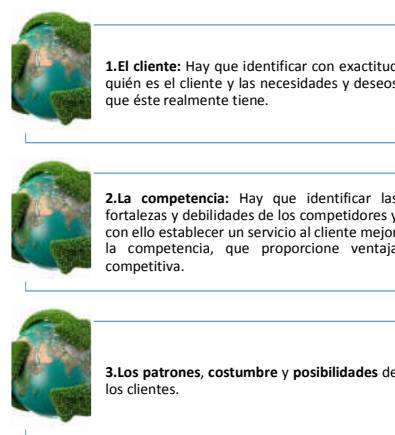 1.El cliente: Hay que identificar con exactitud
quién es el cliente y las necesidades y deseos
que éste realmente tiene.
2.La competencia: Hay que identificar las
fortalezas y debilidades de los competidores y
con ello establecer un servicio al cliente mejor
la competencia, que proporcione ventaja
competitiva.
3.Los patrones, costumbre y posibilidades de
los clientes.